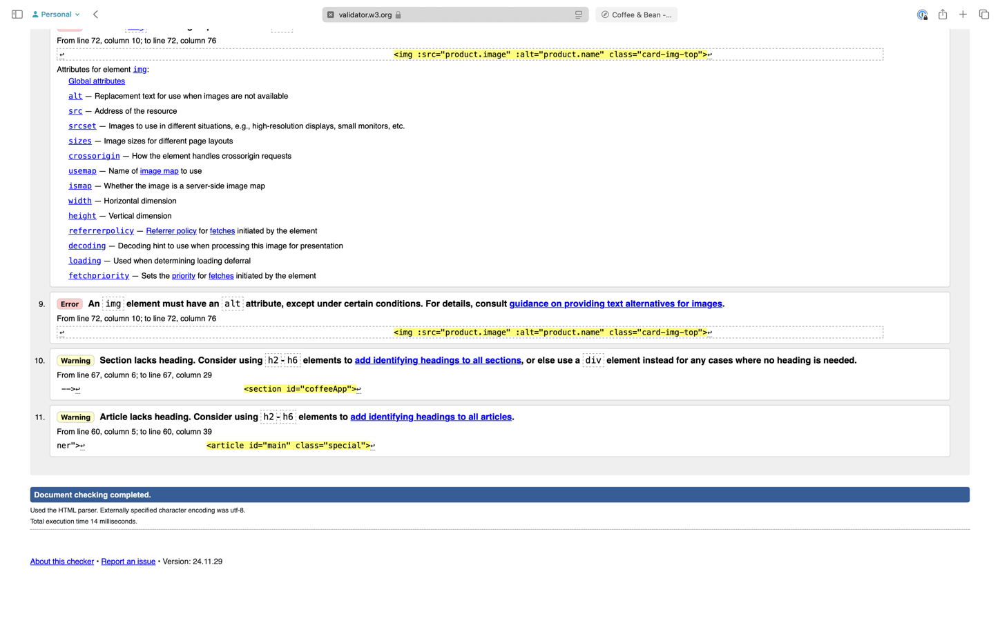 Personal
validator.w3.org
Coffee & Bean -...
From line 72, column 10; to line 72, column 76
↩ <img :src="product.image" :alt="product.name" class="card-img-top">↩
Attributes for element img:
Global attributes
alt — Replacement text for use when images are not available
src — Address of the resource
srcset — Images to use in different situations, e.g., high-resolution displays, small monitors, etc.
sizes — Image sizes for different page layouts
crossorigin — How the element handles crossorigin requests
usemap — Name of image map to use
ismap — Whether the image is a server-side image map
width — Horizontal dimension
height — Vertical dimension
referrerpolicy — Referrer policy for fetches initiated by the element
decoding — Decoding hint to use when processing this image for presentation
loading — Used when determining loading deferral
fetchpriority — Sets the priority for fetches initiated by the element
9. Error An img element must have an alt attribute, except under certain conditions. For details, consult guidance on providing text alternatives for images.
From line 72, column 10; to line 72, column 76
↩ <img :src="product.image" :alt="product.name" class="card-img-top">↩
10. Warning Section lacks heading. Consider using h2-h6 elements to add identifying headings to all sections, or else use a div element instead for any cases where no heading is needed.
From line 67, column 6; to line 67, column 29
-->↩ <section id="coffeeApp">↩
11. Warning Article lacks heading. Consider using h2-h6 elements to add identifying headings to all articles.
From line 60, column 5; to line 60, column 39
ner">↩ <article id="main" class="special">↩
Document checking completed.
Used the HTML parser. Externally specified character encoding was utf-8.
Total execution time 14 milliseconds.
About this checker • Report an issue • Version: 24.11.29